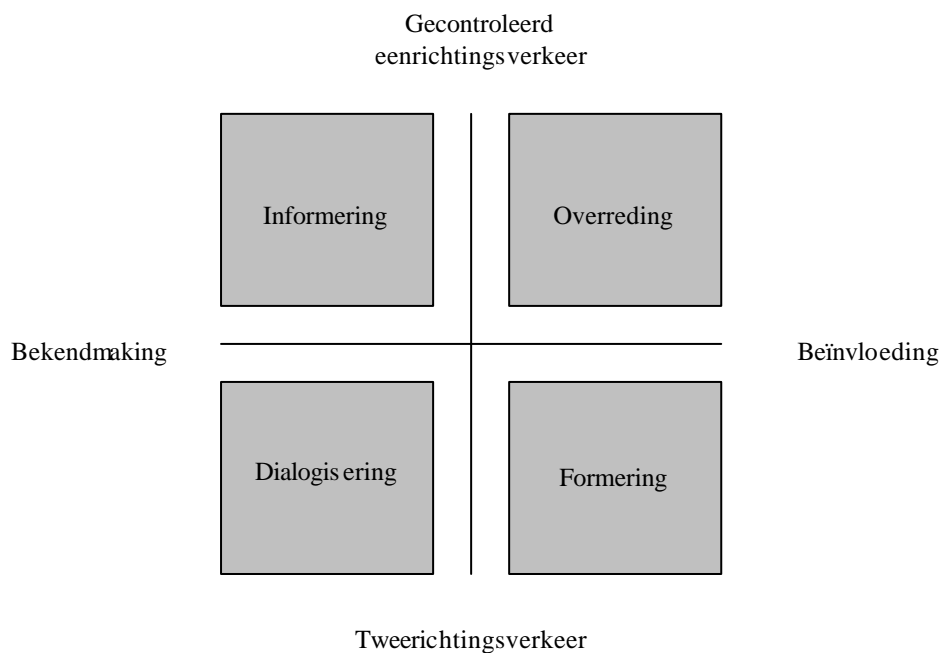 Gecontroleerd
eenrichtingsverkeer
Informering
Overreding
Bekendmaking
Beïnvloeding
Dialogisering
Formering
Tweerichtingsverkeer